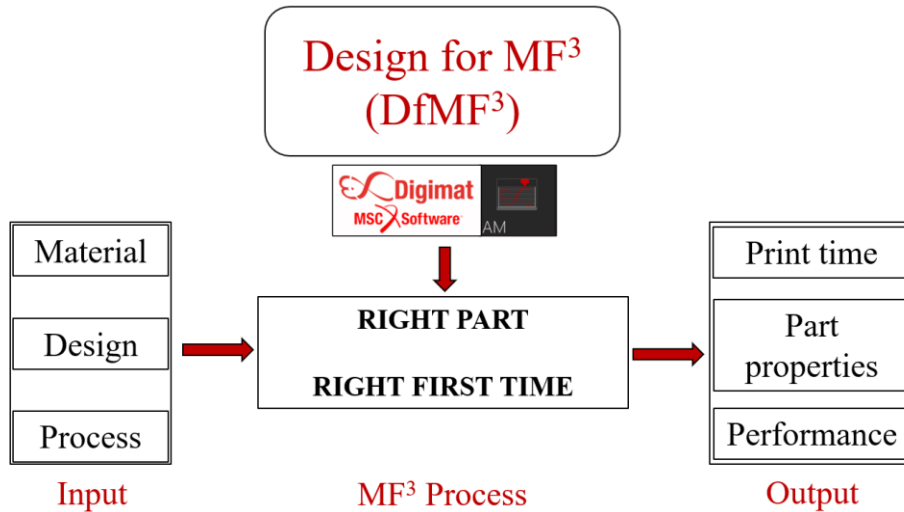 Design for MF³
(DfMF³)
Digimat
MSC Software
AM
Material
Design
Process
Input
RIGHT PART
RIGHT FIRST TIME
MF³ Process
Print time
Part
properties
Performance
Output